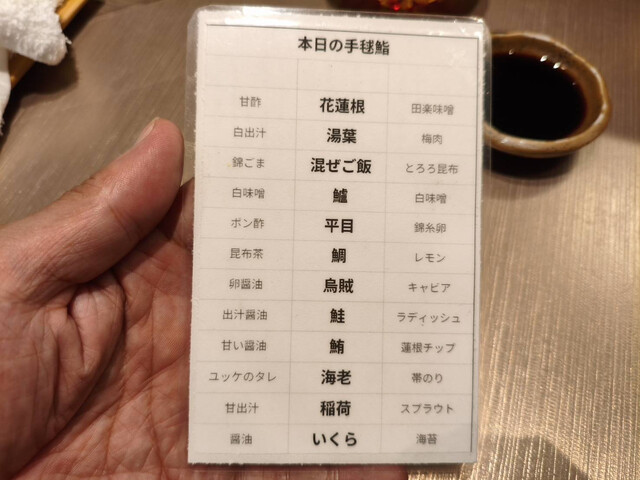 本日の手毬鮨
甘酢 花蓮根 田楽味噌
白出汁 湯葉 梅肉
錦ごま 混ぜご飯 とろろ昆布
白味噌 鱸 白味噌
ポン酢 平目 錦糸卵
昆布茶 鯛 レモン
卵醤油 烏賊 キャビア
出汁醤油 鮭 ラディッシュ
甘い醤油 鮪 蓮根チップ
ユッケのタレ 海老 帯のり
甘出汁 稲荷 スプラウト
醤油 いくら 海苔